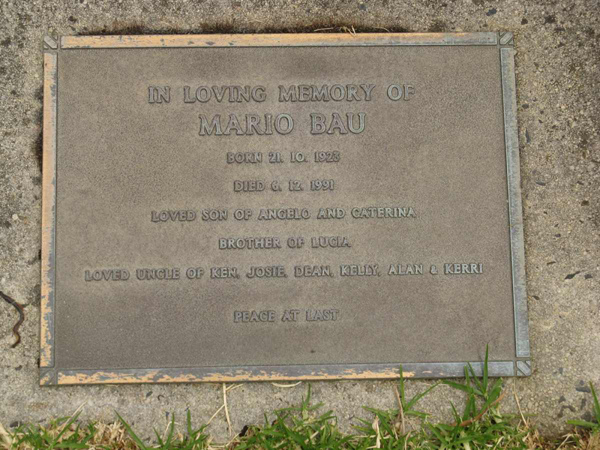 IN LOVING MEMORY OF
MARIO BAU
BORN 21. 10. 1923
DIED 6. 12. 1991
LOVED SON OF ANGELO AND CATERINA
BROTHER OF LUCIA
LOVED UNCLE OF KEN, JOSIE, DEAN, KELLY, ALAN & KERRI
PEACE AT LAST